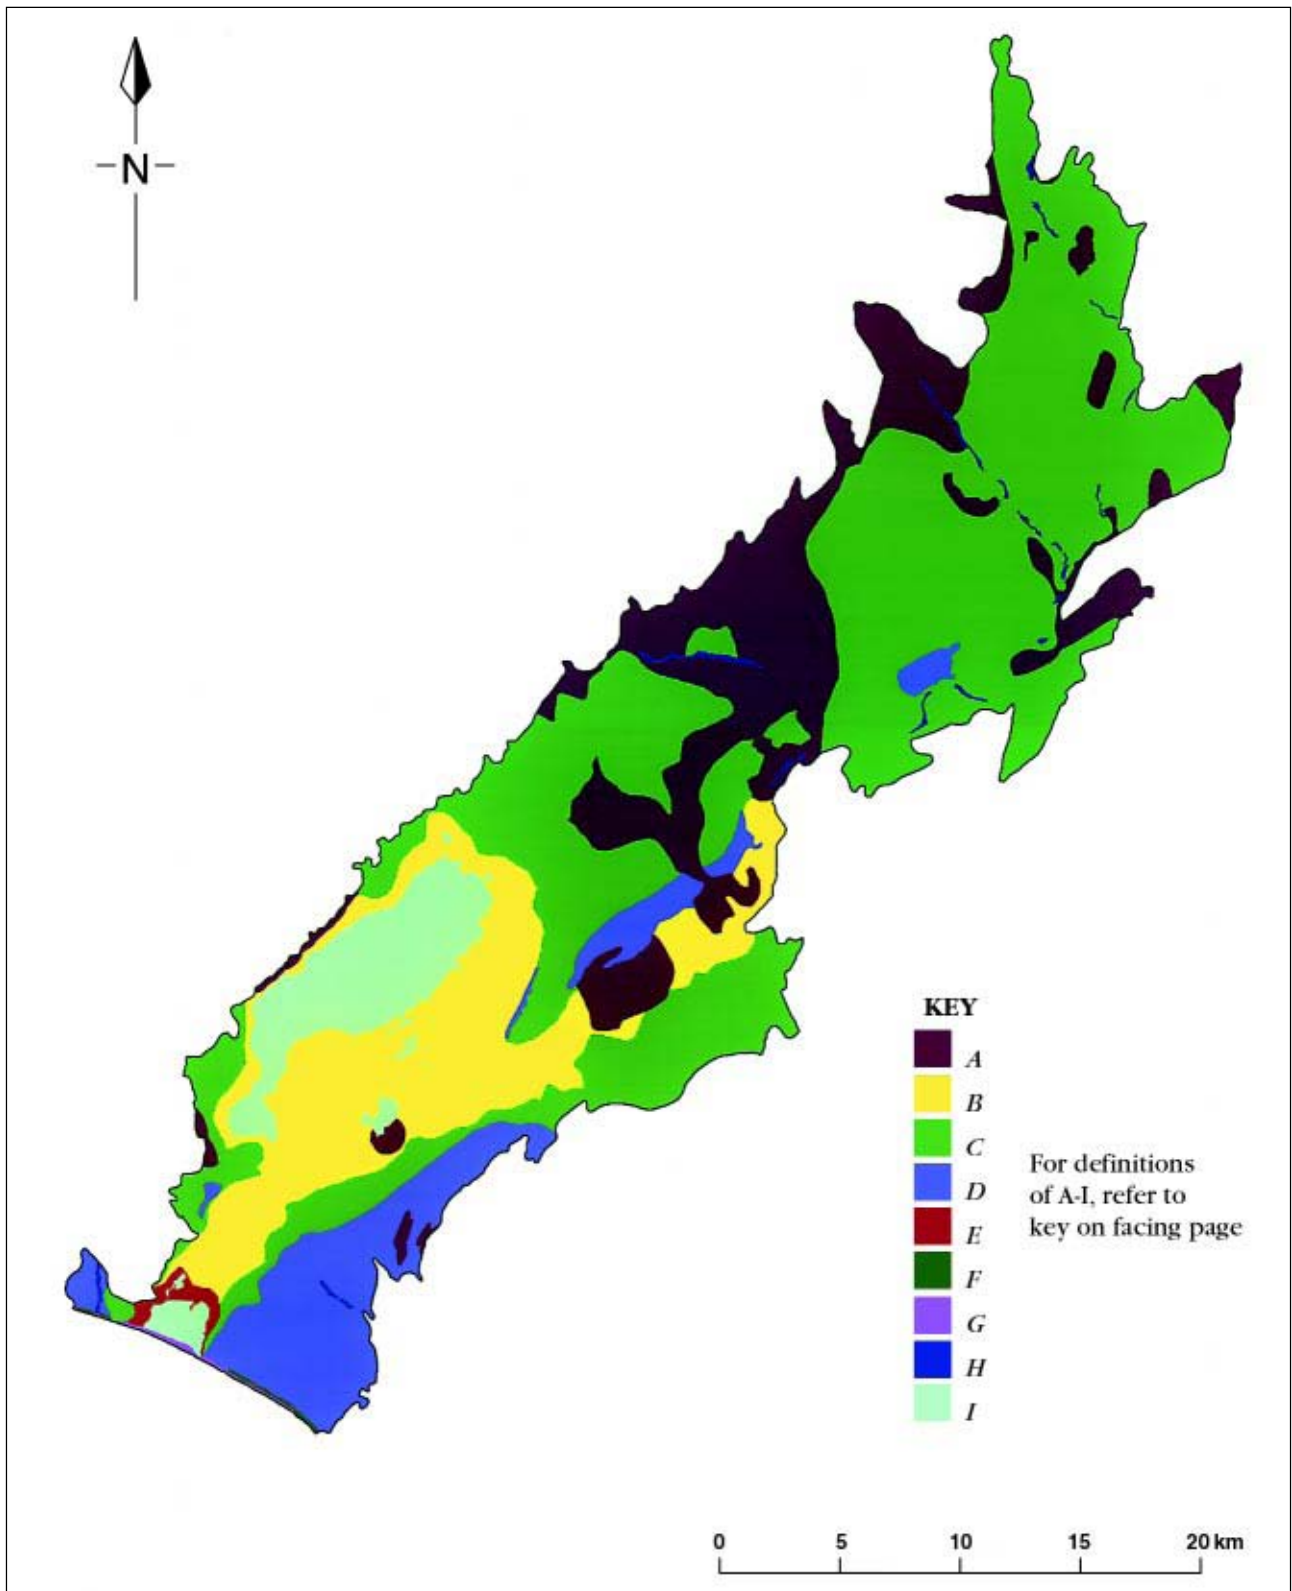 N
KEY
A
B
C
D
E
F
G
H
I
For definitions
of A-I, refer to
key on facing page
0 5 10 15 20 km